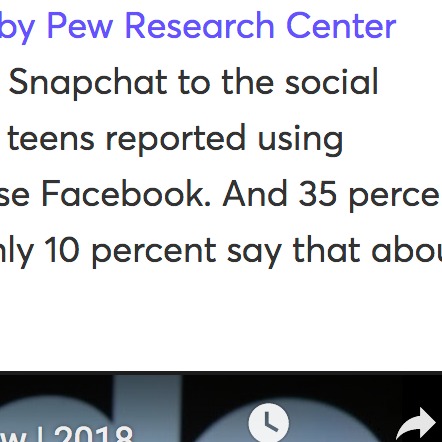 by Pew Research Center
Snapchat to the social
teens reported using
se Facebook. And 35 perce
nly 10 percent say that abou
w | 2018